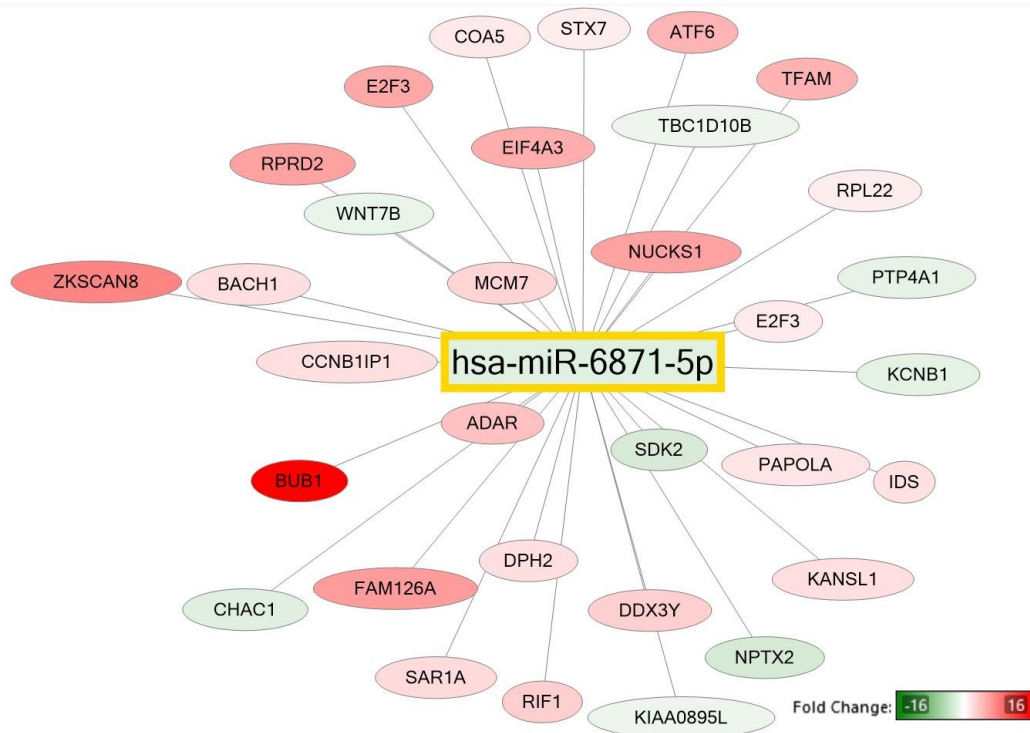 COA5
STX7
ATF6
E2F3
TFAM
TBC1D10B
EIF4A3
RPRD2
RPL22
WNT7B
NUCKS1
ZKSCAN8
BACH1
MCM7
PTP4A1
E2F3
CCNB1IP1
hsa-miR-6871-5p
KCNB1
ADAR
SDK2
PAPOLA
BUB1
IDS
DPH2
KANSL1
FAM126A
CHAC1
DDX3Y
NPTX2
SAR1A
RIF1
KIAA0895L
Fold Change: -16 16